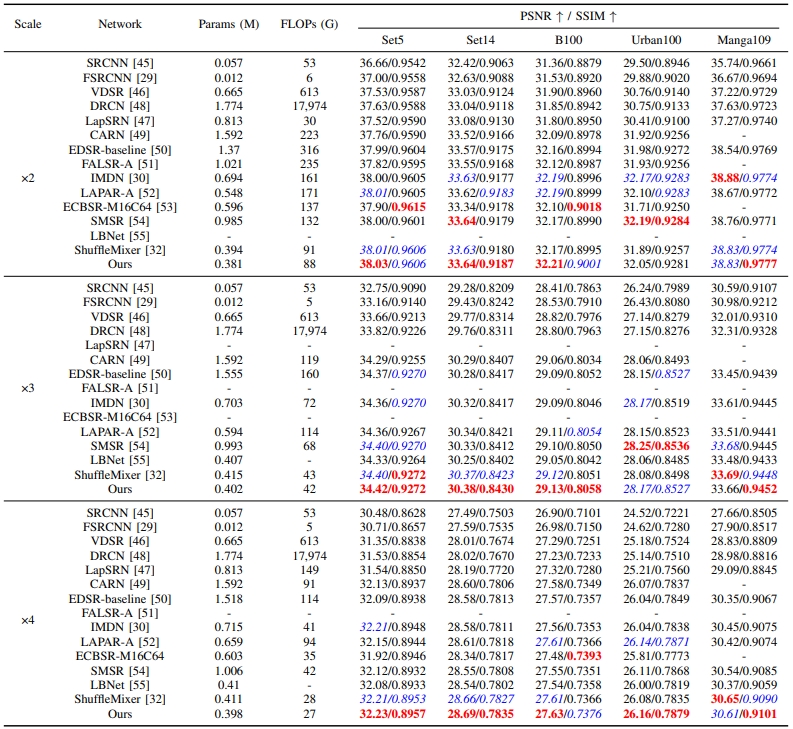 Scale Network Params (M) FLOPs (G) PSNR ↑ / SSIM ↑
Set5 Set14 B100 Urban100 Manga109
SRCNN [45] 0.057 53 36.66/0.9542 32.42/0.9063 31.36/0.8879 29.50/0.8946 35.74/0.9661
FSRCNN [29] 0.012 6 37.00/0.9558 32.63/0.9088 31.53/0.8920 29.88/0.9020 36.67/0.9694
VDSR [46] 0.665 613 37.53/0.9587 33.03/0.9124 31.90/0.8960 30.76/0.9140 37.22/0.9729
DRCN [48] 1.774 17,974 37.63/0.9588 33.04/0.9118 31.85/0.8942 30.75/0.9133 37.63/0.9723
LapSRN [47] 0.813 30 37.52/0.9590 33.08/0.9130 31.80/0.8950 30.41/0.9100 37.27/0.9740
CARN [49] 1.592 223 37.76/0.9590 33.52/0.9166 32.09/0.8978 31.92/0.9256 -
EDSR-baseline [50] 1.37 316 37.99/0.9604 33.57/0.9175 32.16/0.8994 31.98/0.9272 38.54/0.9769
FALSR-A [51] 1.021 235 37.82/0.9595 33.55/0.9168 32.12/0.8987 31.93/0.9256 -
×2 IMDN [30] 0.694 161 38.00/0.9605 33.63/0.9177 32.19/0.8996 32.17/0.9283 38.88/0.9774
LAPAR-A [52] 0.548 171 38.01/0.9605 33.62/0.9183 32.19/0.8999 32.10/0.9283 38.67/0.9772
ECBSR-M16C64 [53] 0.596 137 37.90/0.9615 33.34/0.9178 32.10/0.9018 31.71/0.9250 -
SMSR [54] 0.985 132 38.00/0.9601 33.64/0.9179 32.17/0.8990 32.19/0.9284 38.76/0.9771
LBNet [55] - - - - - - -
ShuffleMixer [32] 0.394 91 38.01/0.9606 33.63/0.9180 32.17/0.8995 31.89/0.9257 38.83/0.9774
Ours 0.381 88 38.03/0.9606 33.64/0.9187 32.21/0.9001 32.05/0.9281 38.83/0.9777
SRCNN [45] 0.057 53 32.75/0.9090 29.28/0.8209 28.41/0.7863 26.24/0.7989 30.59/0.9107
FSRCNN [29] 0.012 5 33.16/0.9140 29.43/0.8242 28.53/0.7910 26.43/0.8080 30.98/0.9212
VDSR [46] 0.665 613 33.66/0.9213 29.77/0.8314 28.82/0.7976 27.14/0.8279 32.01/0.9310
DRCN [48] 1.774 17,974 33.82/0.9226 29.76/0.8311 28.80/0.7963 27.15/0.8276 32.31/0.9328
LapSRN [47] - - - - - - -
CARN [49] 1.592 119 34.29/0.9255 30.29/0.8407 29.06/0.8034 28.06/0.8493 -
EDSR-baseline [50] 1.555 160 34.37/0.9270 30.28/0.8417 29.09/0.8052 28.15/0.8527 33.45/0.9439
×3 FALSR-A [51] - - - - - - -
IMDN [30] 0.703 72 34.36/0.9270 30.32/0.8417 29.09/0.8046 28.17/0.8519 33.61/0.9445
ECBSR-M16C64 [53] - - - - - - -
LAPAR-A [52] 0.594 114 34.36/0.9267 30.34/0.8421 29.11/0.8054 28.15/0.8523 33.51/0.9441
SMSR [54] 0.993 68 34.40/0.9270 30.33/0.8412 29.10/0.8050 28.25/0.8536 33.68/0.9445
LBNet [55] 0.407 - 34.33/0.9264 30.25/0.8402 29.05/0.8042 28.06/0.8485 33.48/0.9433
ShuffleMixer [32] 0.415 43 34.40/0.9272 30.37/0.8423 29.12/0.8051 28.08/0.8498 33.69/0.9448
Ours 0.402 42 34.42/0.9272 30.38/0.8430 29.13/0.8058 28.17/0.8527 33.66/0.9452
SRCNN [45] 0.057 53 30.48/0.8628 27.49/0.7503 26.90/0.7101 24.52/0.7221 27.66/0.8505
FSRCNN [29] 0.012 5 30.71/0.8657 27.59/0.7535 26.98/0.7150 24.62/0.7280 27.90/0.8517
VDSR [46] 0.665 613 31.35/0.8838 28.01/0.7674 27.29/0.7251 25.18/0.7524 28.83/0.8809
DRCN [48] 1.774 17,974 31.53/0.8854 28.02/0.7670 27.23/0.7233 25.14/0.7510 28.98/0.8816
LapSRN [47] 0.813 149 31.54/0.8850 28.19/0.7720 27.32/0.7280 25.21/0.7560 29.09/0.8845
CARN [49] 1.592 91 32.13/0.8937 28.60/0.7806 27.58/0.7349 26.07/0.7837 -
EDSR-baseline [50] 1.518 114 32.09/0.8938 28.58/0.7813 27.57/0.7357 26.04/0.7849 30.35/0.9067
×4 FALSR-A [51] - - - - - - -
IMDN [30] 0.715 41 32.21/0.8948 28.58/0.7811 27.56/0.7353 26.04/0.7838 30.45/0.9075
LAPAR-A [52] 0.659 94 32.15/0.8944 28.61/0.7818 27.61/0.7366 26.14/0.7871 30.42/0.9074
ECBSR-M16C64 0.603 35 31.92/0.8946 28.34/0.7817 27.48/0.7393 25.81/0.7773 -
SMSR [54] 1.006 42 32.12/0.8932 28.55/0.7808 27.55/0.7351 26.11/0.7868 30.54/0.9085
LBNet [55] 0.41 - 32.08/0.8933 28.54/0.7802 27.54/0.7358 26.00/0.7819 30.37/0.9059
ShuffleMixer [32] 0.411 28 32.21/0.8953 28.66/0.7827 27.61/0.7366 26.08/0.7835 30.65/0.9090
Ours 0.398 27 32.23/0.8957 28.69/0.7835 27.63/0.7376 26.16/0.7879 30.61/0.9101